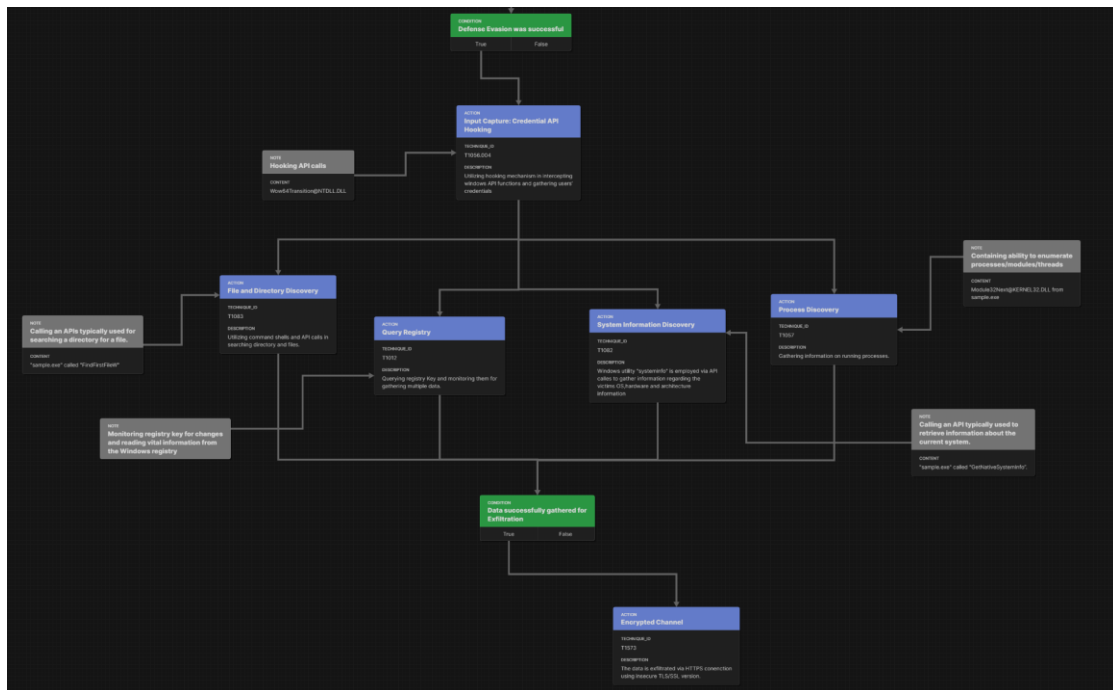 CONDITION
Defense Evasion was successful
True False
ACTION
Input Capture: Credential API
Hooking
TECHNIQUE_ID
T1056.004
DESCRIPTION
Utilizing hooking mechanism in intercepting
windows API functions and gathering users'
credentials
NOTE
Hooking API calls
CONTENT
Wow64Transition@NTDLL.DLL
NOTE
Containing ability to enumerate
processes/modules/threads
CONTENT
Module32Next@KERNEL32.DLL from
sample.exe
ACTION
File and Directory Discovery
TECHNIQUE_ID
T1083
DESCRIPTION
Utilizing command shells and API calls in
searching directory and files.
NOTE
Calling an APIs typically used for
searching a directory for a file.
CONTENT
"sample.exe" called "FindFirstFileW"
ACTION
Query Registry
TECHNIQUE_ID
T1012
DESCRIPTION
Querying registry Key and monitoring them for
gathering multiple data.
ACTION
System Information Discovery
TECHNIQUE_ID
T1082
DESCRIPTION
Windows utility "systeminfo" is employed via API
calls to gather information regarding the
victims OS,hardware and architecture
information
ACTION
Process Discovery
TECHNIQUE_ID
T1057
DESCRIPTION
Gathering information on running processes.
NOTE
Monitoring registry key for changes
and reading vital information from
the Windows registry
NOTE
Calling an API typically used to
retrieve information about the
current system.
CONTENT
"sample.exe" called "GetNativeSystemInfo".
CONDITION
Data successfully gathered for
Exfiltration
True False
ACTION
Encrypted Channel
TECHNIQUE_ID
T1573
DESCRIPTION
The data is exfiltrated via HTTPS connection
using insecure TLS/SSL version.